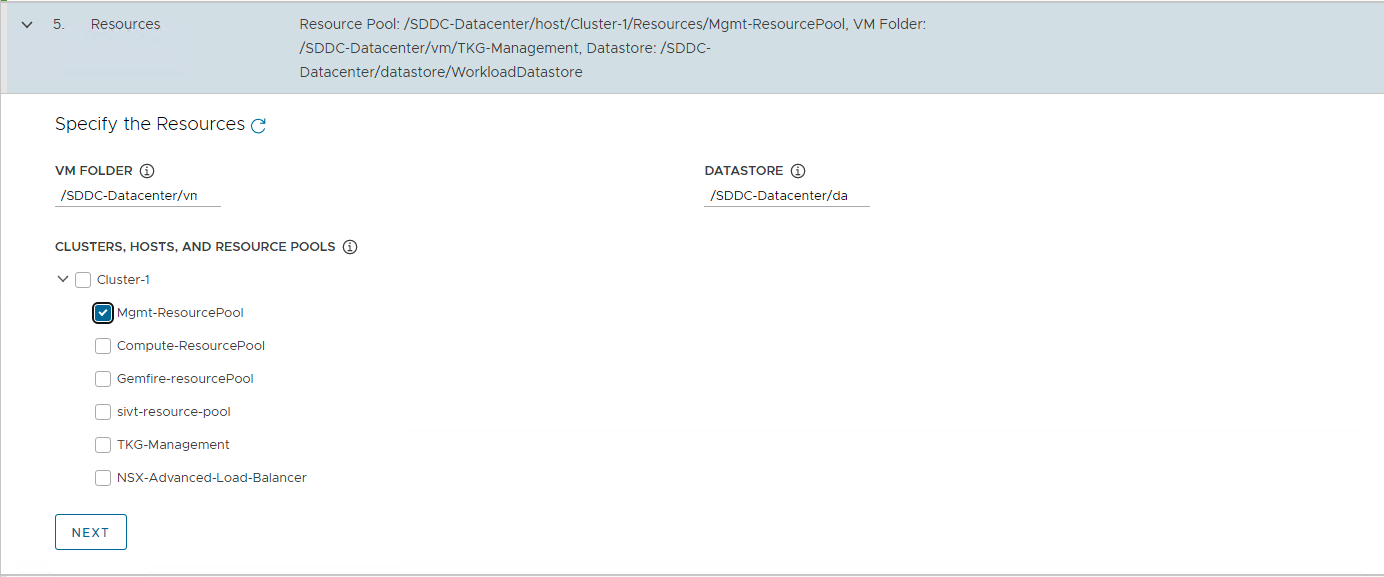 5. Resources Resource Pool: /SDDC-Datacenter/host/Cluster-1/Resources/Mgmt-ResourcePool, VM Folder:
/SDDC-Datacenter/vm/TKG-Management, Datastore: /SDDC-
Datacenter/datastore/WorkloadDatastore
Specify the Resources
VM FOLDER DATASTORE
/SDDC-Datacenter/vn /SDDC-Datacenter/da
CLUSTERS, HOSTS, AND RESOURCE POOLS
Cluster-1
Mgmt-ResourcePool
Compute-ResourcePool
Gemfire-resourcePool
sivt-resource-pool
TKG-Management
NSX-Advanced-Load-Balancer
NEXT